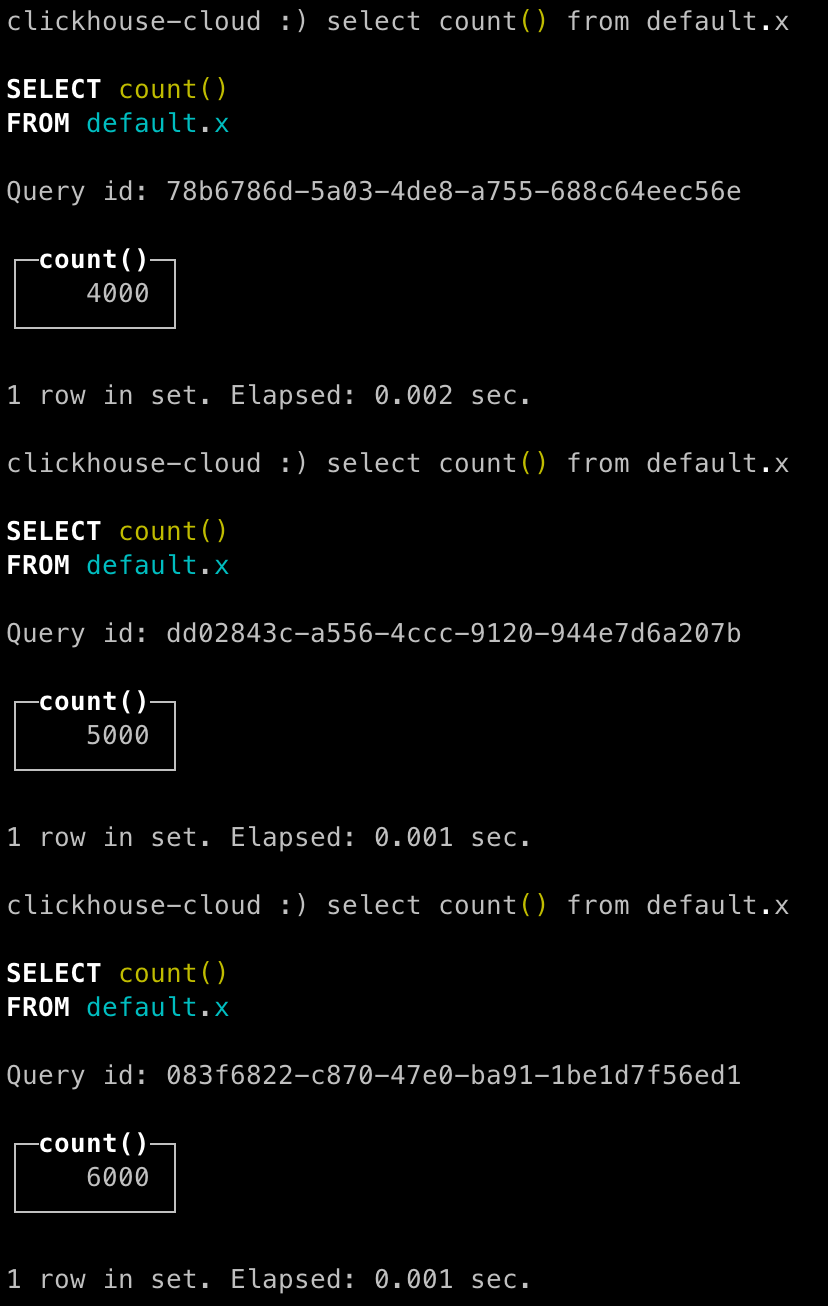 clickhouse-cloud :) select count() from default.x
SELECT count()
FROM default.x
Query id: 78b6786d-5a03-4de8-a755-688c64eec56e
count()
4000
1 row in set. Elapsed: 0.002 sec.
clickhouse-cloud :) select count() from default.x
SELECT count()
FROM default.x
Query id: dd02843c-a556-4ccc-9120-944e7d6a207b
count()
5000
1 row in set. Elapsed: 0.001 sec.
clickhouse-cloud :) select count() from default.x
SELECT count()
FROM default.x
Query id: 083f6822-c870-47e0-ba91-1be1d7f56ed1
count()
6000
1 row in set. Elapsed: 0.001 sec.